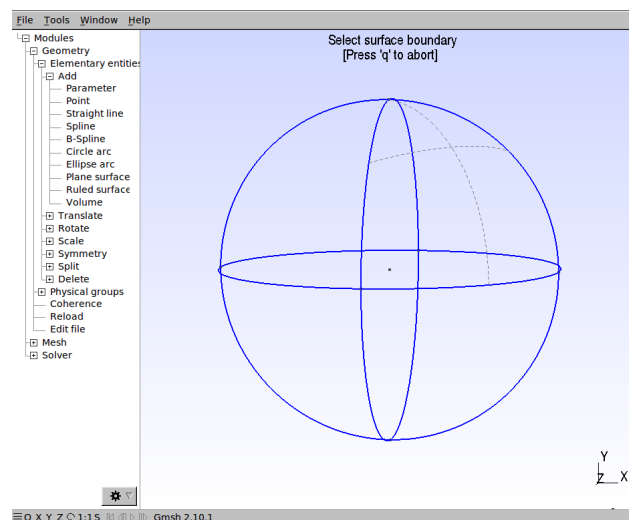 File Tools Window Help
Modules
Geometry
Elementary entities
Add
Parameter
Point
Straight line
Spline
B-Spline
Circle arc
Ellipse arc
Plane surface
Ruled surface
Volume
Translate
Rotate
Scale
Symmetry
Split
Delete
Physical groups
Coherence
Reload
Edit file
Mesh
Solver
Select surface boundary
[Press 'q' to abort]
Y
Z X
O X Y Z 1:1 S Gmsh 2.10.1